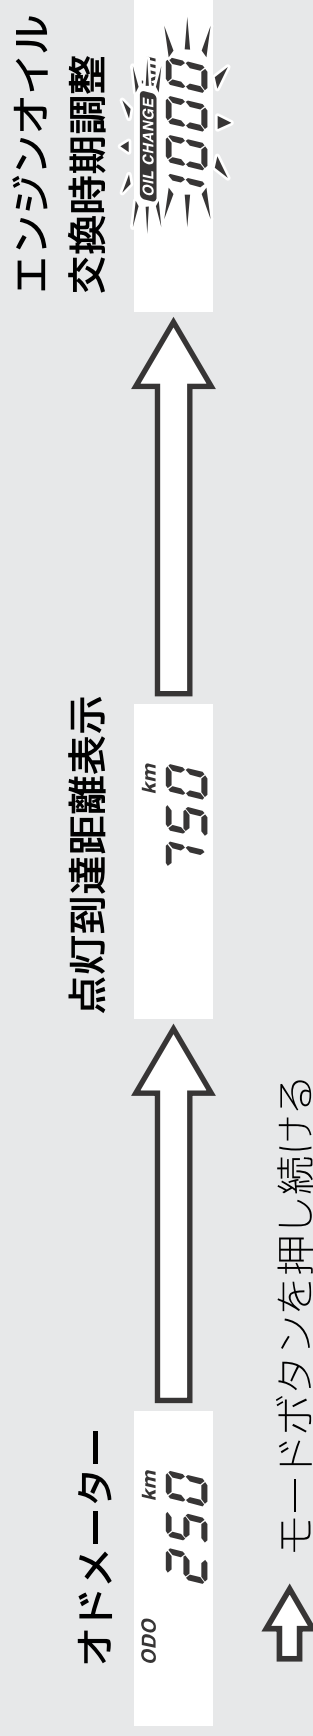 オドメーター
ODO
km
250
点灯到達距離表示
km
750
エンジンオイル
交換時期調整
OIL CHANGE
km
1000
モードボタンを押し続ける